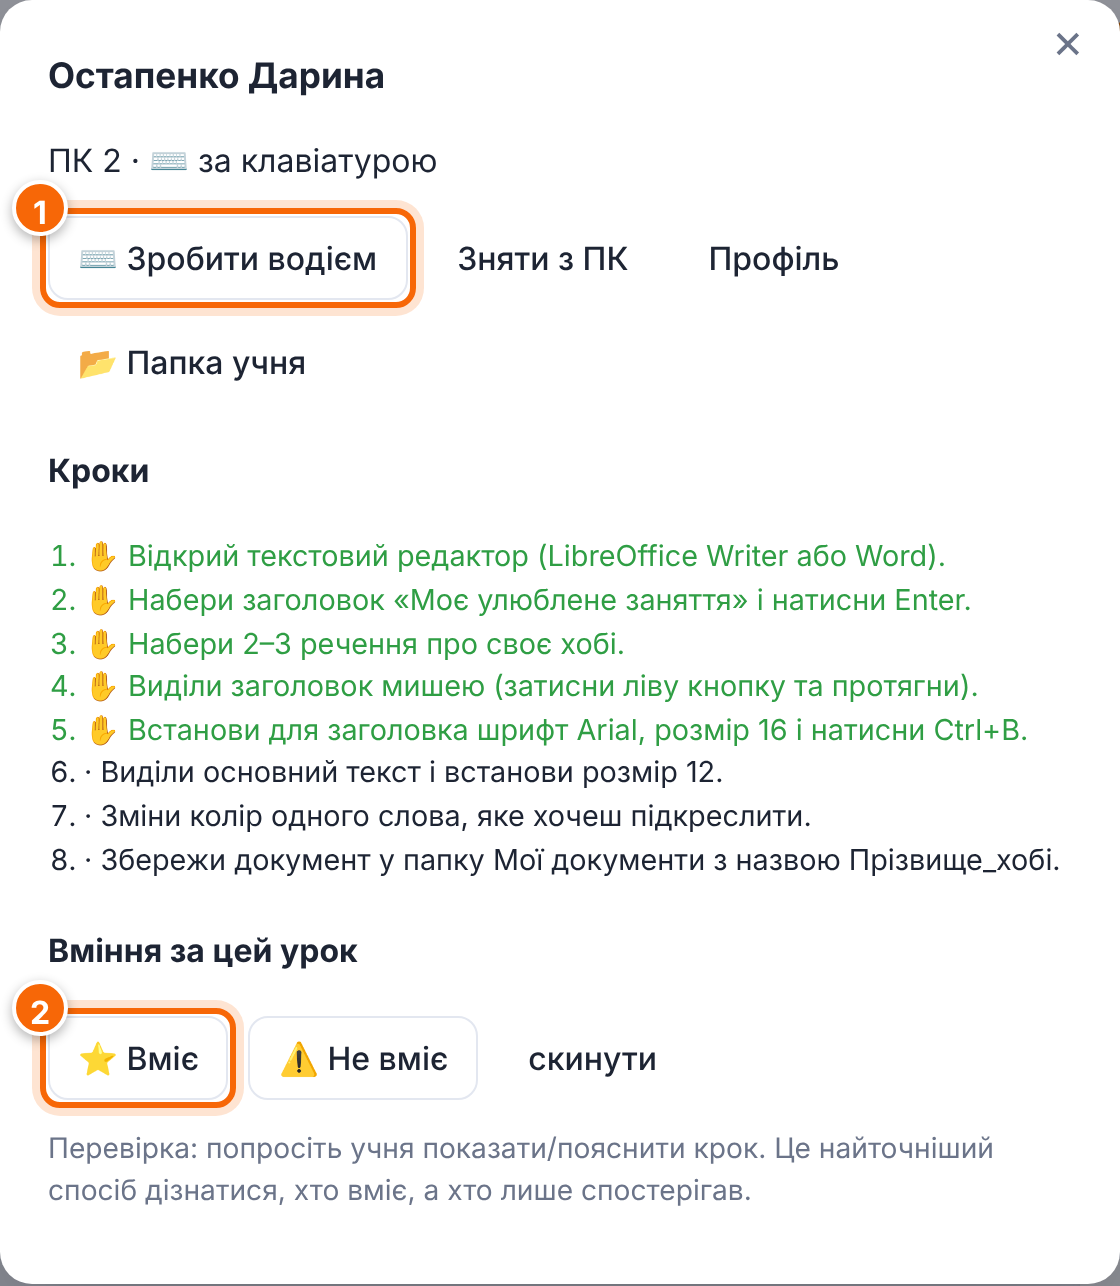 Остапенко Дарина
ПК 2 · ⌨️ за клавіатурою
1
⌨️ Зробити водієм Зняти з ПК Профіль
📂 Папка учня
Кроки
1. ✋ Відкрий текстовий редактор (LibreOffice Writer або Word).
2. ✋ Набери заголовок «Моє улюблене заняття» і натисни Enter.
3. ✋ Набери 2–3 речення про своє хобі.
4. ✋ Виділи заголовок мишею (затисни ліву кнопку та протягни).
5. ✋ Встанови для заголовка шрифт Arial, розмір 16 і натисни Ctrl+B.
6. · Виділи основний текст і встанови розмір 12.
7. · Зміни колір одного слова, яке хочеш підкреслити.
8. · Збережи документ у папку Мої документи з назвою Прізвище_хобі.
Вміння за цей урок
2
⭐ Вміє ⚠️ Не вміє скинути
Перевірка: попросіть учня показати/пояснити крок. Це найточніший
спосіб дізнатися, хто вміє, а хто лише спостерігав.